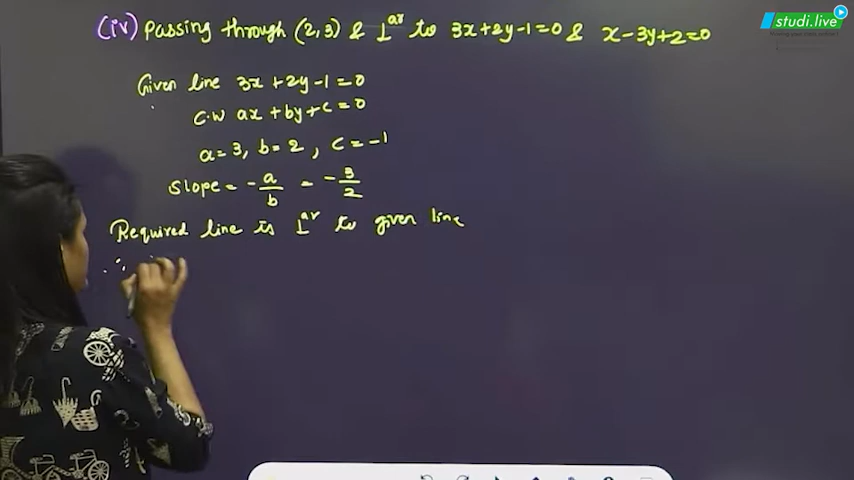 (iv) Passing through (2,3) & ⊥ar to 3x+2y-1=0 & x-3y+2=0
studi.live
Given line 3x+2y-1=0
c.w ax+by+c=0
a=3, b=2, c=-1
slope = -a/b = -3/2
Required line is ⊥ar to given line
∴